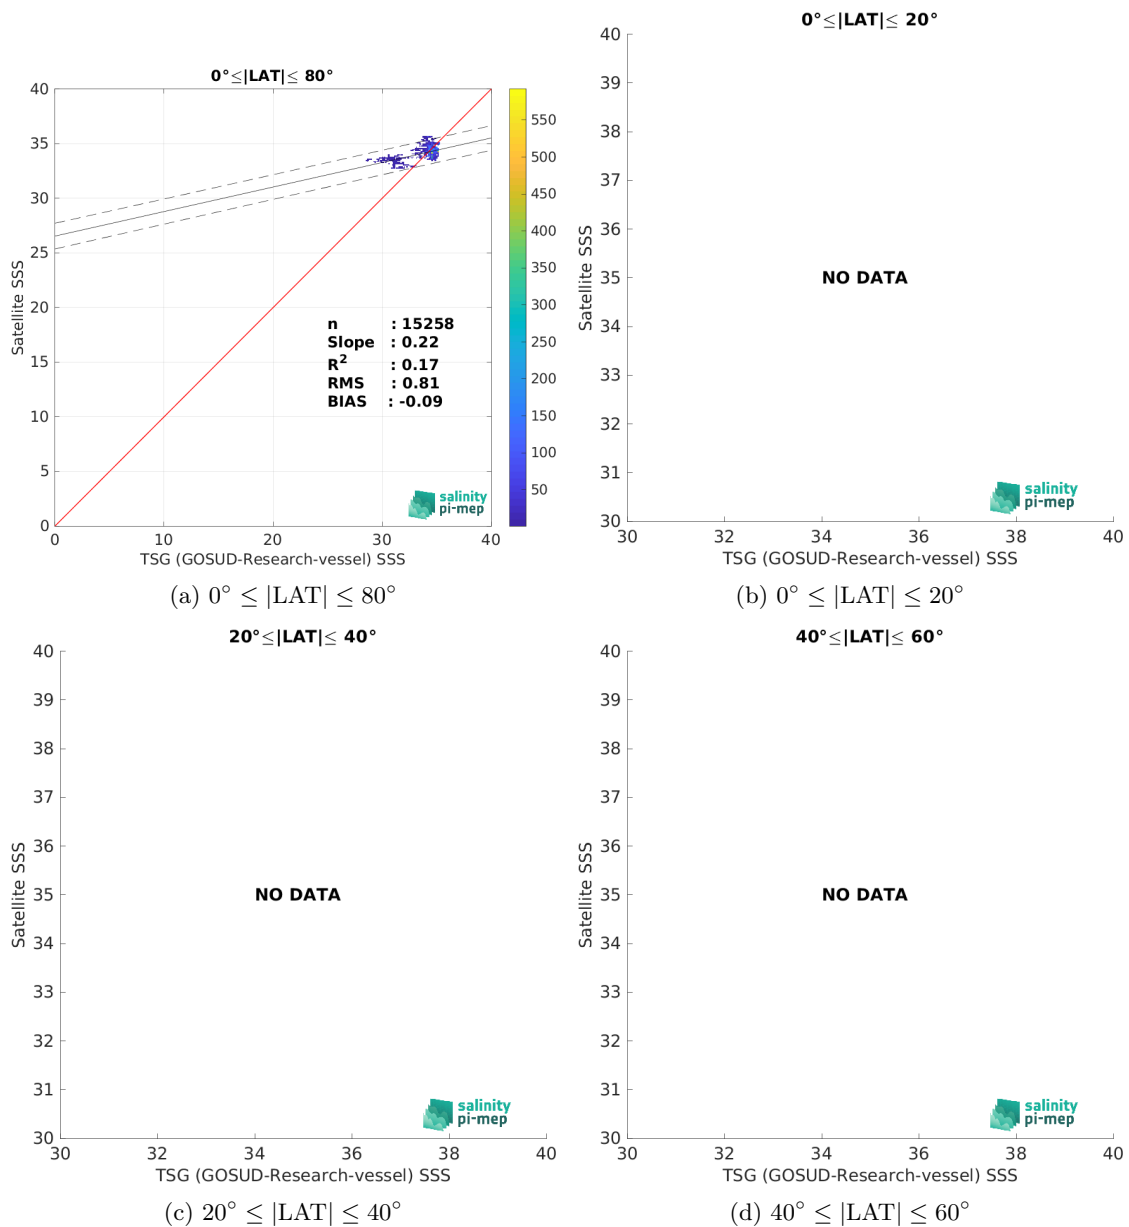 0°≤|LAT|≤ 80°
40
35
30
25
20
15
10
5
0
Satellite SSS
0
10
20
30
40
TSG (GOSUD-Research-vessel) SSS
550
500
450
400
350
300
250
200
150
100
50
n : 15258
Slope : 0.22
R² : 0.17
RMS : 0.81
BIAS : -0.09
salinity
pi-mep
(a) 0° ≤ |LAT| ≤ 80°
0°≤|LAT|≤ 20°
40
39
38
37
36
35
34
33
32
31
30
Satellite SSS
NO DATA
salinity
pi-mep
30
32
34
36
38
40
TSG (GOSUD-Research-vessel) SSS
(b) 0° ≤ |LAT| ≤ 20°
20°≤|LAT|≤ 40°
40
39
38
37
36
35
34
33
32
31
30
Satellite SSS
NO DATA
salinity
pi-mep
30
32
34
36
38
40
TSG (GOSUD-Research-vessel) SSS
(c) 20° ≤ |LAT| ≤ 40°
40°≤|LAT|≤ 60°
40
39
38
37
36
35
34
33
32
31
30
Satellite SSS
NO DATA
salinity
pi-mep
30
32
34
36
38
40
TSG (GOSUD-Research-vessel) SSS
(d) 40° ≤ |LAT| ≤ 60°